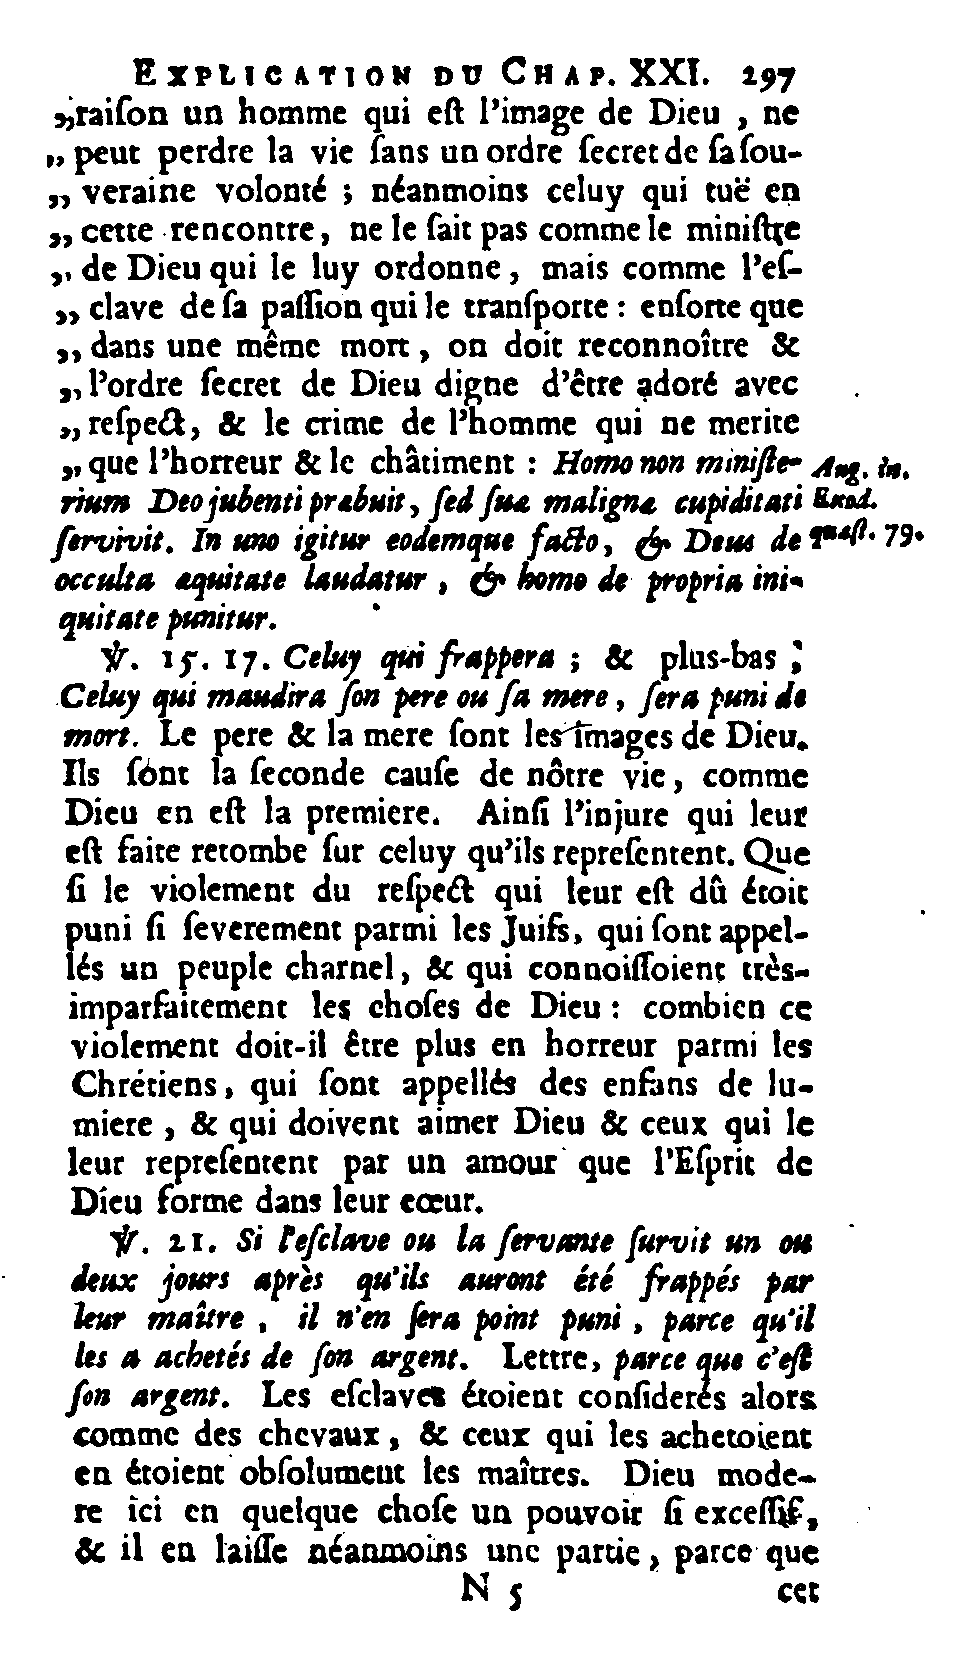 EXPLICATION DU CHAP. XXI. 297
„raiſon un homme qui eſt l'image de Dieu , ne
„ peut perdre la vie ſans un ordre ſecret de ſa ſou-
„ veraine volonté ; néanmoins celuy qui tuë en
„ cette rencontre, ne le fait pas comme le miniſtre
„ de Dieu qui le luy ordonne, mais comme l'eſ-
„ clave de ſa paſſion qui le tranſporte : enſorte que
„ dans une même mort, on doit reconnoître &
„ l'ordre ſecret de Dieu digne d'être adoré avec
„ reſpect, & le crime de l'homme qui ne merite
„ que l'horreur & le châtiment : Homo non miniſte- Aug. in.
rium Deo jubenti præbuit, ſed ſuæ malignæ cupiditati Exod.
ſervivit. In uno igitur eodemque facto, & Deus de quæſt. 79.
occulta æquitate laudatur, & homo de propria ini-
quitate punitur.
℣. 15. 17. Celuy qui frappera ; & plus-bas ;
Celuy qui maudira ſon pere ou ſa mere, ſera puni de
mort. Le pere & la mere ſont les images de Dieu.
Ils ſont la ſeconde cauſe de nôtre vie, comme
Dieu en eſt la premiere. Ainſi l'injure qui leur
eſt faite retombe ſur celuy qu'ils repreſentent. Que
ſi le violement du reſpect qui leur eſt dû étoit
puni ſi ſeverement parmi les Juifs, qui ſont appel-
lés un peuple charnel, & qui connoiſſoient très-
imparfaitement les choſes de Dieu : combien ce
violement doit-il être plus en horreur parmi les
Chrétiens, qui ſont appellés des enfans de lu-
miere, & qui doivent aimer Dieu & ceux qui le
leur repreſentent par un amour que l'Eſprit de
Dieu forme dans leur cœur.
℣. 21. Si l'eſclave ou la ſervante ſurvit un ou
deux jours après qu'ils auront été frappés par
leur maître , il n'en ſera point puni, parce qu'il
les a achetés de ſon argent. Lettre, parce que c'eſt
ſon argent. Les eſclaves étoient conſiderés alors
comme des chevaux, & ceux qui les achetoient
en étoient obſolument les maîtres. Dieu mode-
re ici en quelque choſe un pouvoir ſi exceſſif,
& il en laiſſe néanmoins une partie, parce que
N 5 cet